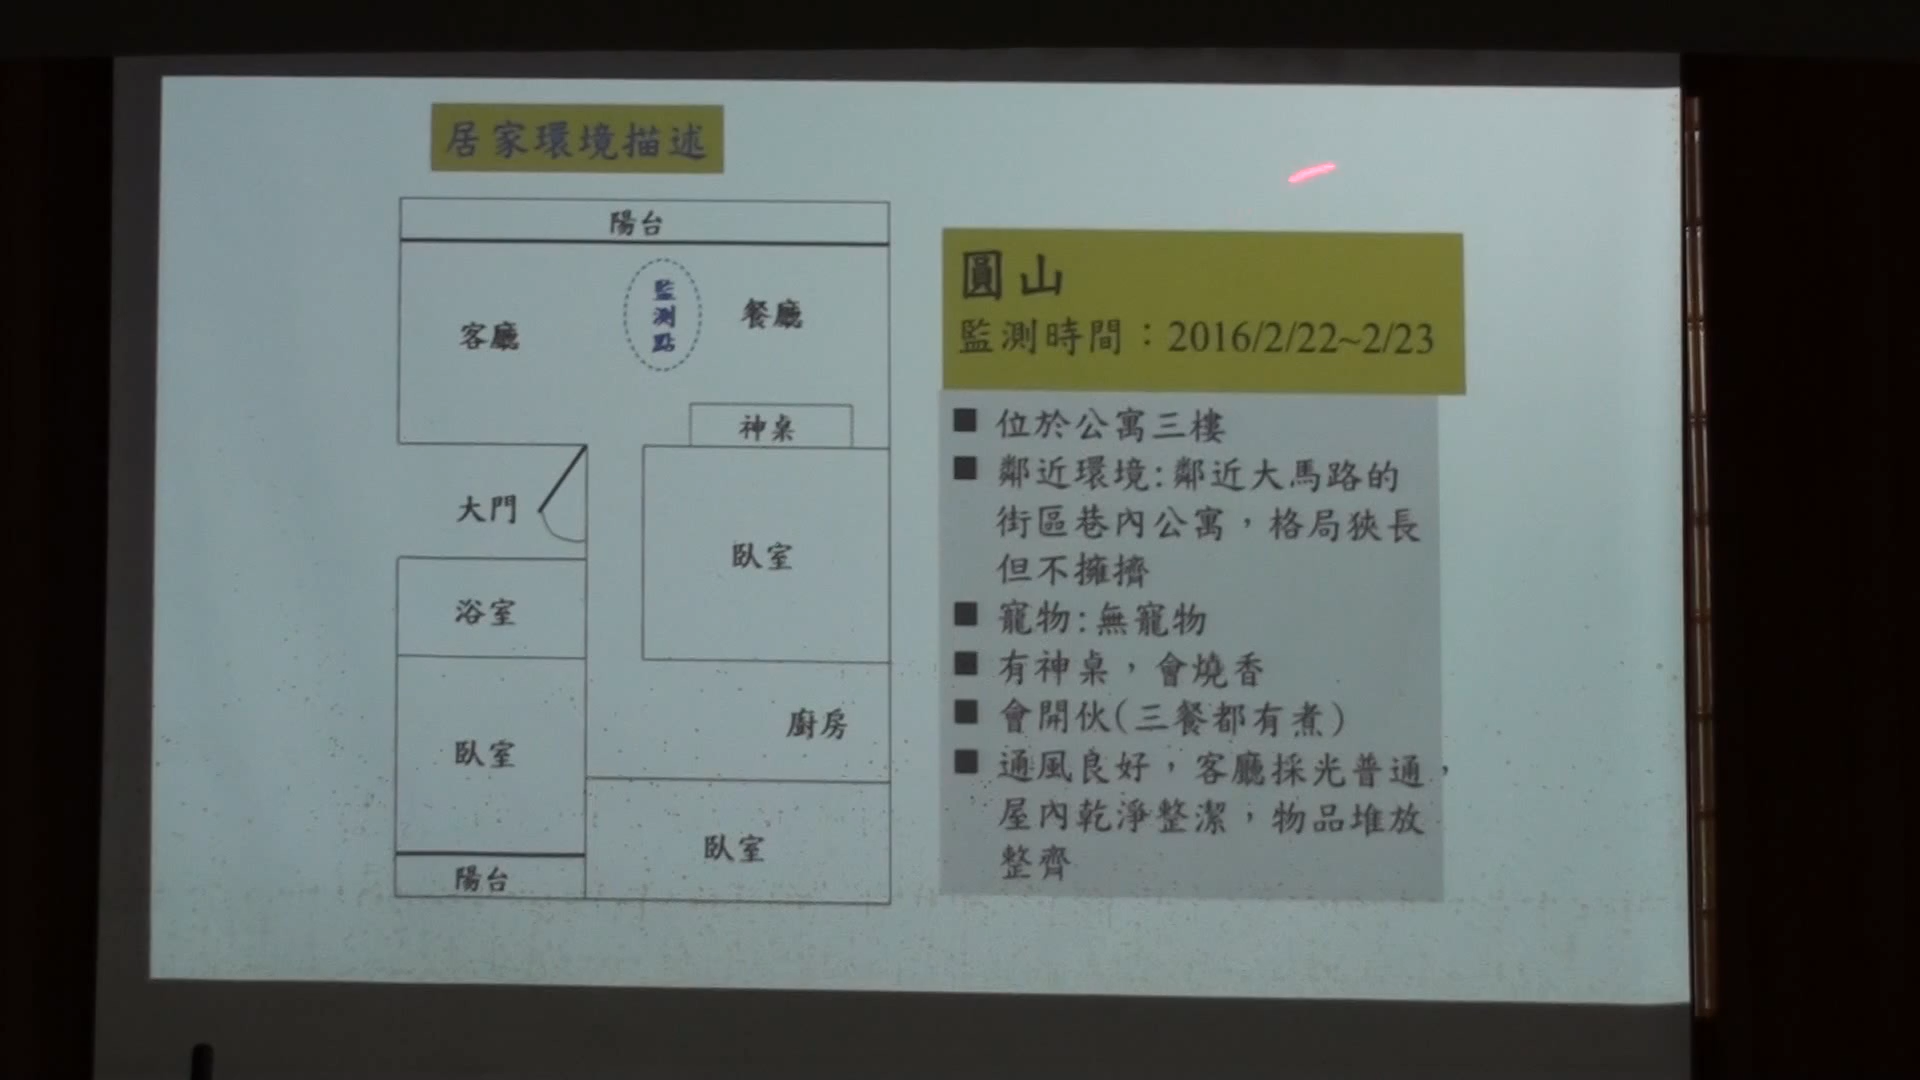 居家環境描述
陽台
監測點
客廳
餐廳
神桌
大門
臥室
浴室
廚房
臥室
臥室
陽台
圓山
監測時間：2016/2/22~2/23
■ 位於公寓三樓
■ 鄰近環境:鄰近大馬路的
街區巷內公寓，格局狹長
但不擁擠
■ 寵物:無寵物
■ 有神桌，會燒香
■ 會開伙(三餐都有煮)
■ 通風良好，客廳採光普通，
屋內乾淨整潔，物品堆放
整齊